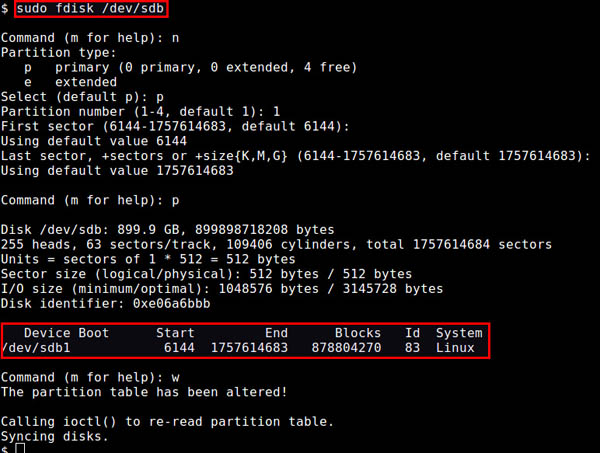 $ sudo fdisk /dev/sdb
Command (m for help): n
Partition type:
   p   primary (0 primary, 0 extended, 4 free)
   e   extended
Select (default p): p
Partition number (1-4, default 1): 1
First sector (6144-1757614683, default 6144):
Using default value 6144
Last sector, +sectors or +size{K,M,G} (6144-1757614683, default 1757614683):
Using default value 1757614683
Command (m for help): p
Disk /dev/sdb: 899.9 GB, 899898718208 bytes
255 heads, 63 sectors/track, 109406 cylinders, total 1757614684 sectors
Units = sectors of 1 * 512 = 512 bytes
Sector size (logical/physical): 512 bytes / 512 bytes
I/O size (minimum/optimal): 1048576 bytes / 3145728 bytes
Disk identifier: 0xe06a6bbb
   Device Boot      Start         End      Blocks   Id  System
/dev/sdb1            6144  1757614683   878804270   83  Linux
Command (m for help): w
The partition table has been altered!
Calling ioctl() to re-read partition table.
Syncing disks.
$